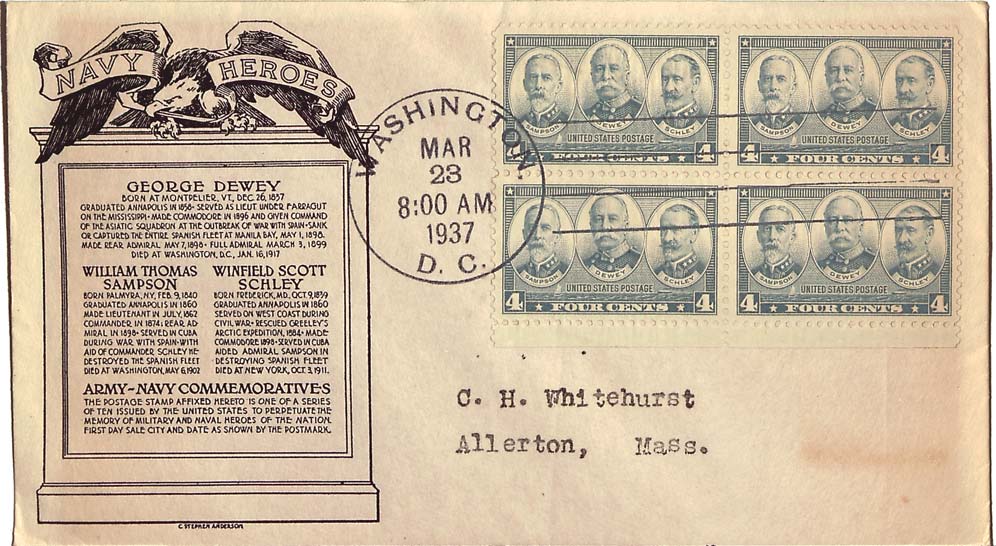 NAVY HEROES
GEORGE DEWEY
BORN AT MONTPELIER, VT, DEC. 26, 1837
GRADUATED ANNAPOLIS IN 1858 · SERVED AS LIEUT UNDER FARRAGUT
ON THE MISSISSIPPI · MADE COMMODORE IN 1896 AND GIVEN COMMAND
OF THE ASIATIC SQUADRON AT THE OUTBREAK OF WAR WITH SPAIN · SANK
OR CAPTURED THE ENTIRE SPANISH FLEET AT MANILA BAY, MAY 1, 1898.
MADE REAR ADMIRAL MAY 7, 1898 · FULL ADMIRAL MARCH 3, 1899
DIED AT WASHINGTON, D.C., JAN. 16, 1917
WILLIAM THOMAS
SAMPSON
BORN PALMYRA, N.Y, FEB. 9, 1840
GRADUATED ANNAPOLIS IN 1860
MADE LIEUTENANT IN JULY, 1862
COMMANDER IN 1874; REAR AD-
MIRAL IN 1898 · SERVED IN CUBA
DURING WAR WITH SPAIN · WITH
AID OF COMMANDER SCHLEY HE
DESTROYED THE SPANISH FLEET
DIED AT WASHINGTON, MAY 6, 1902
WINFIELD SCOTT
SCHLEY
BORN FREDERICK, MD, OCT. 9, 1839
GRADUATED ANNAPOLIS IN 1860
SERVED ON WEST COAST DURING
CIVIL WAR · RESCUED GREELEY'S
ARCTIC EXPEDITION, 1884 · MADE
COMMODORE 1898 · SERVED IN CUBA
AIDED ADMIRAL SAMPSON IN
DESTROYING SPANISH FLEET
DIED AT NEW YORK, OCT. 3, 1911.
ARMY-NAVY COMMEMORATIVES
THE POSTAGE STAMP AFFIXED HERETO IS ONE OF A SERIES
OF TEN ISSUED BY THE UNITED STATES TO PERPETUATE THE
MEMORY OF MILITARY AND NAVAL HEROES OF THE NATION.
FIRST DAY SALE CITY AND DATE AS SHOWN BY THE POSTMARK.
C. STEPHEN ANDERSON
WASHINGTON,
MAR
23
8:00 AM
1937
D. C.
SAMPSON DEWEY SCHLEY
UNITED STATES POSTAGE
FOUR CENTS 4
SAMPSON DEWEY SCHLEY
UNITED STATES POSTAGE
4 FOUR CENTS 4
DEWEY SCHLEY
UNITED STATES POSTAGE
4 FOUR CENTS 4
SAMPSON DEWEY SCHLEY
UNITED STATES POSTAGE
4 FOUR CENTS 4
C. H. Whitehurst
Allerton, Mass.